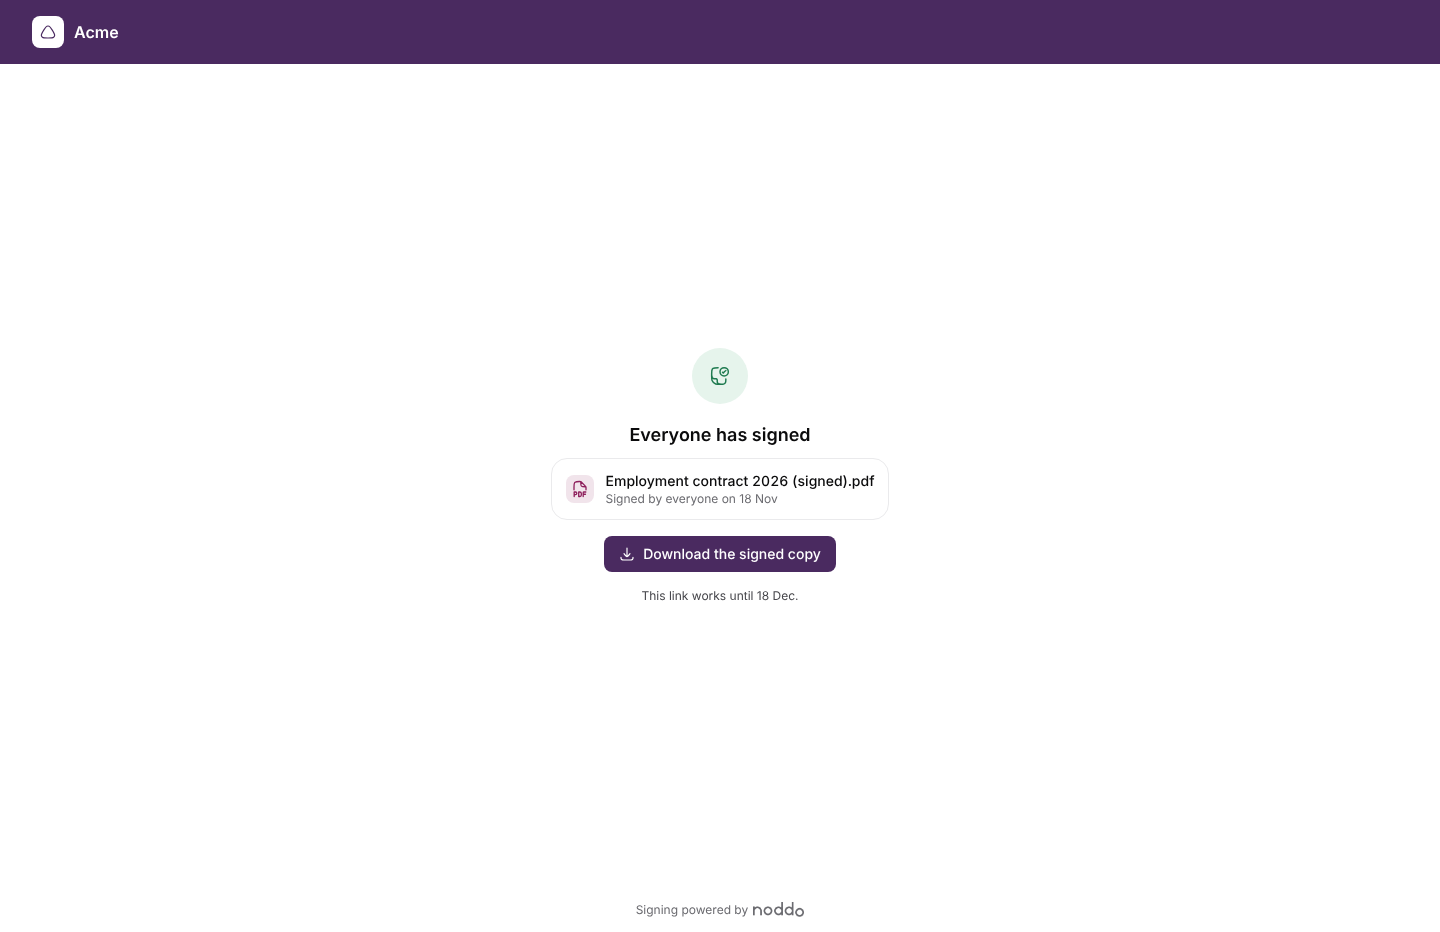 Acme
Everyone has signed
PDF
Employment contract 2026 (signed).pdf
Signed by everyone on 18 Nov
Download the signed copy
This link works until 18 Dec.
Signing powered by noddo